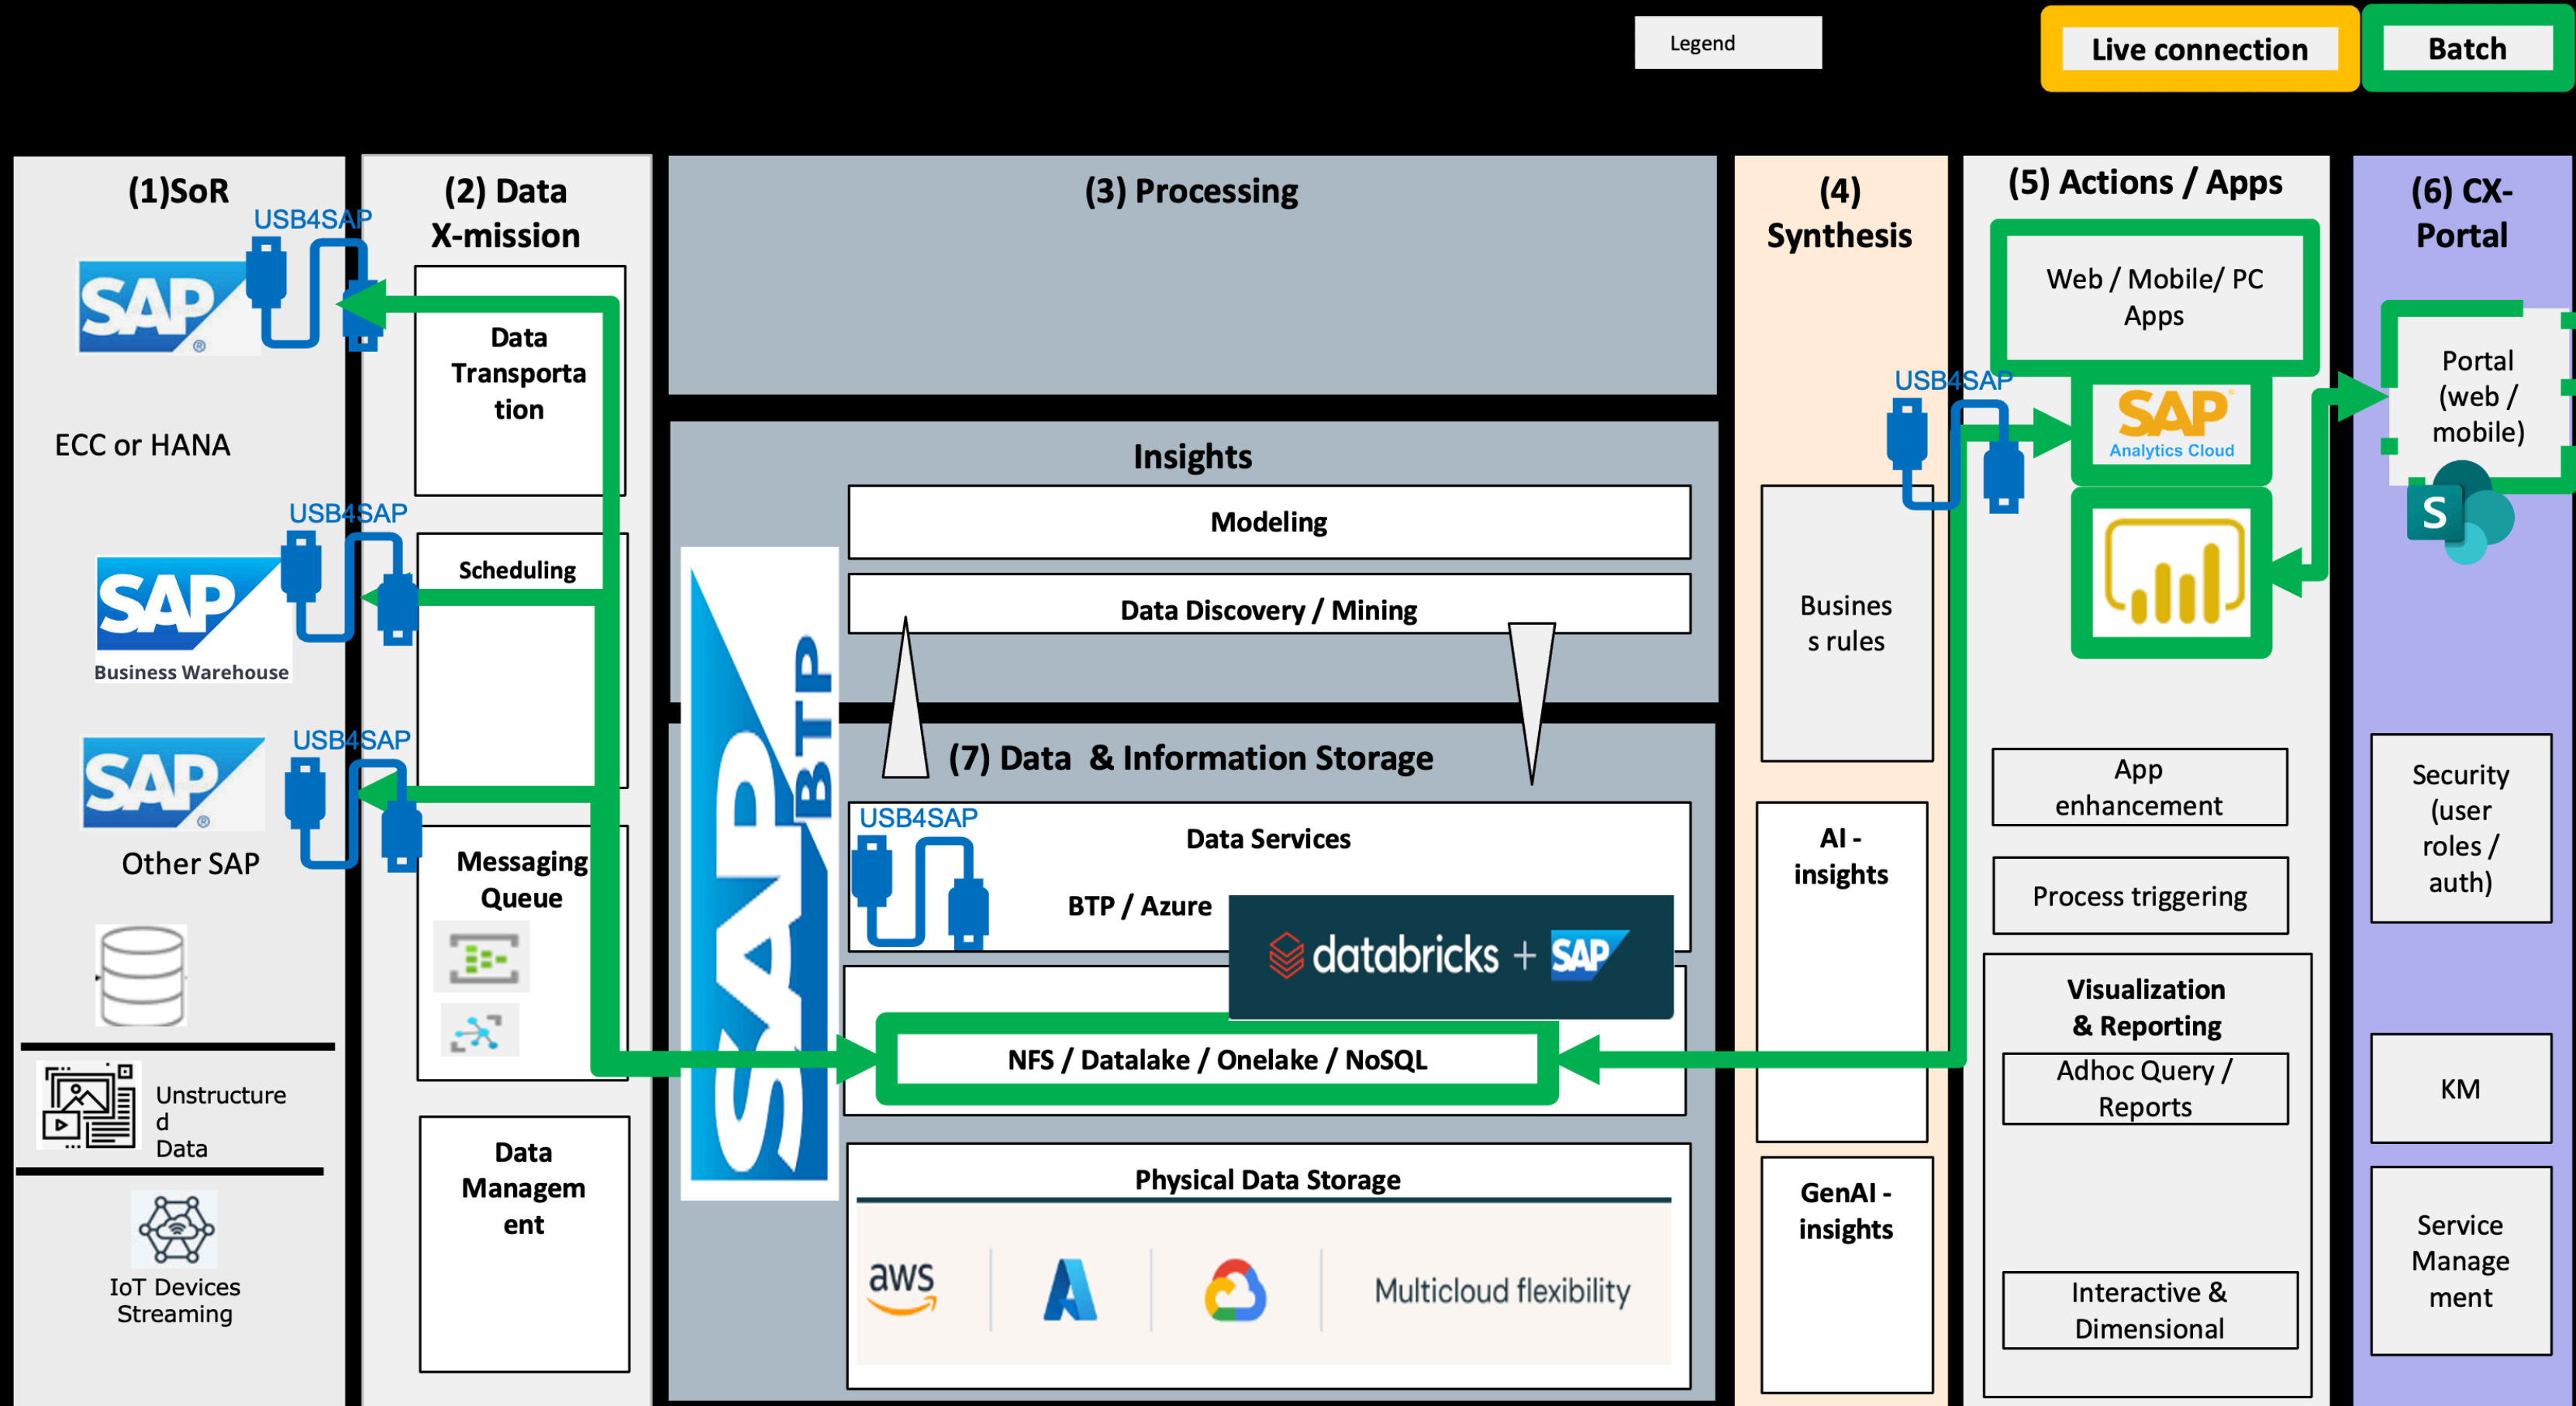 Legend
Live connection
Batch
(1)SoR
USB4SAP
SAP
®
ECC or HANA
USB4SAP
SAP
Business Warehouse
USB4SAP
SAP
®
Other SAP
Unstructure
d
Data
IoT Devices
Streaming
(2) Data
X-mission
Data
Transporta
tion
Scheduling
Messaging
Queue
Data
Managem
ent
(3) Processing
Insights
Modeling
Data Discovery / Mining
SAP
BTP
(7) Data & Information Storage
USB4SAP
Data Services
BTP / Azure
databricks + SAP
NFS / Datalake / Onelake / NoSQL
Physical Data Storage
aws
Multicloud flexibility
(4)
Synthesis
USB4SAP
Busines
s rules
AI -
insights
GenAI -
insights
(5) Actions / Apps
Web / Mobile/ PC
Apps
SAP
Analytics Cloud
App
enhancement
Process triggering
Visualization
& Reporting
Adhoc Query /
Reports
Interactive &
Dimensional
(6) CX-
Portal
Portal
(web /
mobile)
S
Security
(user
roles /
auth)
KM
Service
Manage
ment